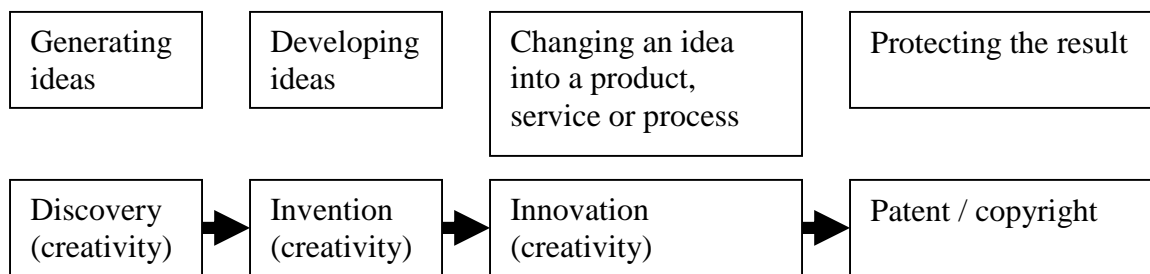 Generating
ideas
Developing
ideas
Changing an idea
into a product,
service or process
Protecting the result
Discovery
(creativity)
Invention
(creativity)
Innovation
(creativity)
Patent / copyright